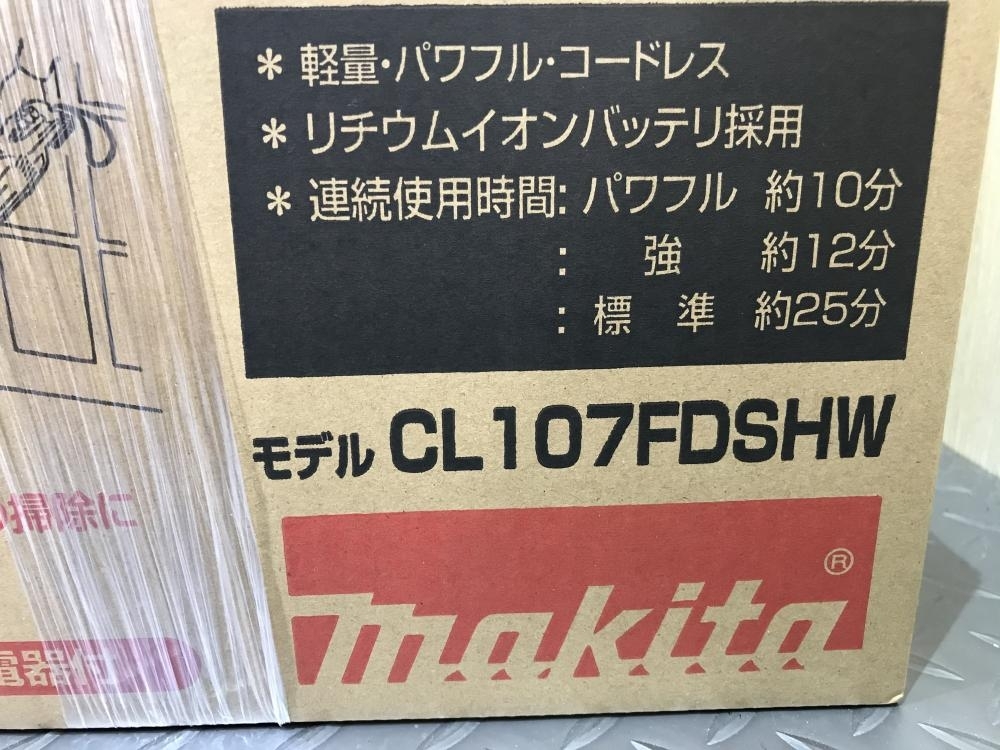 * 軽量・パワフル・コードレス
* リチウムイオンバッテリ採用
* 連続使用時間: パワフル 約10分
: 強 約12分
: 標準 約25分
モデル CL107FDSHW
掃除に
電器付
makita®